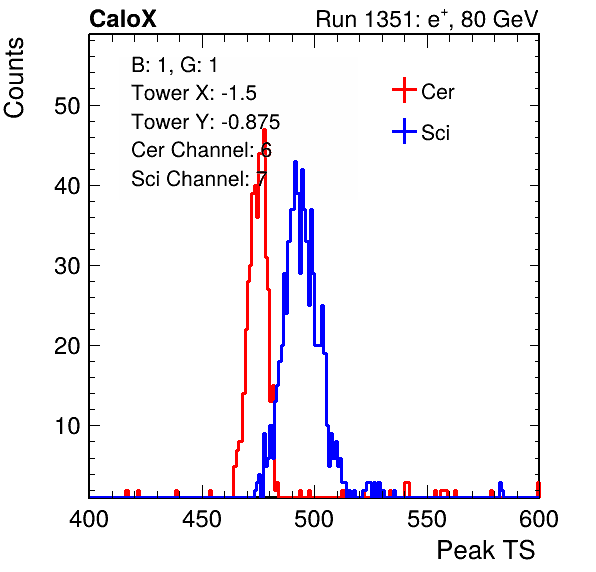 CaloX Run 1351: e⁺, 80 GeV
Counts
B: 1, G: 1
Tower X: -1.5
Tower Y: -0.875
Cer Channel: 6
Sci Channel: 7
Cer
Sci
50
40
30
20
10
400 450 500 550 600
Peak TS